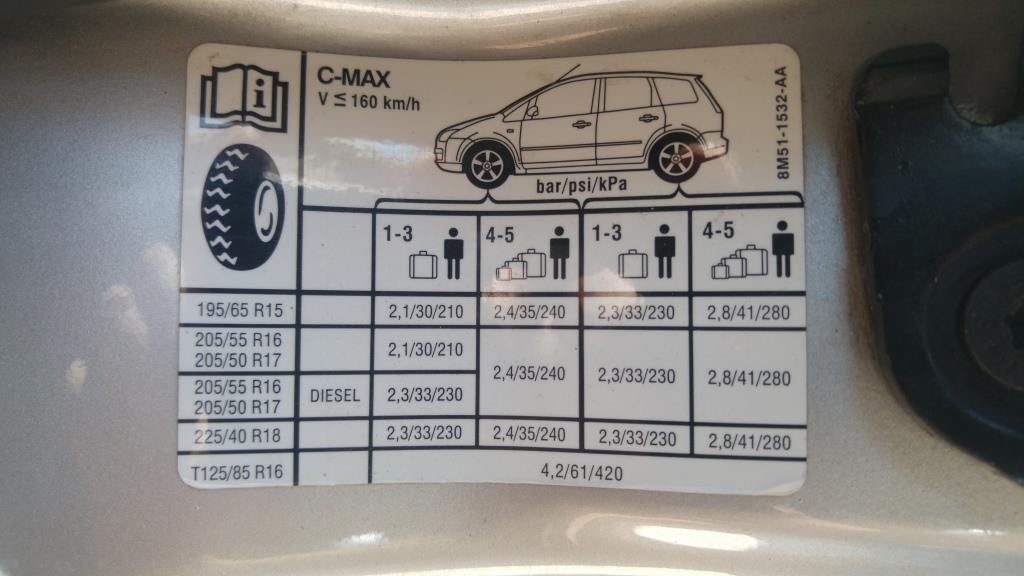 C-MAX
V ≤ 160 km/h
8M51-1532-AA
bar/psi/kPa
1-3 4-5 1-3 4-5
195/65 R15 2,1/30/210 2,4/35/240 2,3/33/230 2,8/41/280
205/55 R16
205/50 R17 2,1/30/210
2,4/35/240 2,3/33/230 2,8/41/280
205/55 R16
205/50 R17 DIESEL 2,3/33/230
225/40 R18 2,3/33/230 2,4/35/240 2,3/33/230 2,8/41/280
T125/85 R16 4,2/61/420